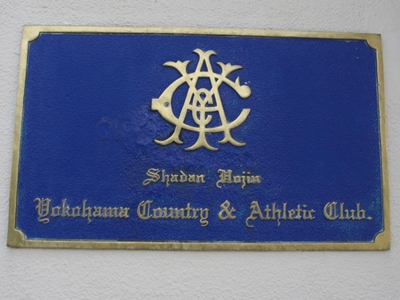 Shadan Hojin
Yokohama Country & Athletic Club.